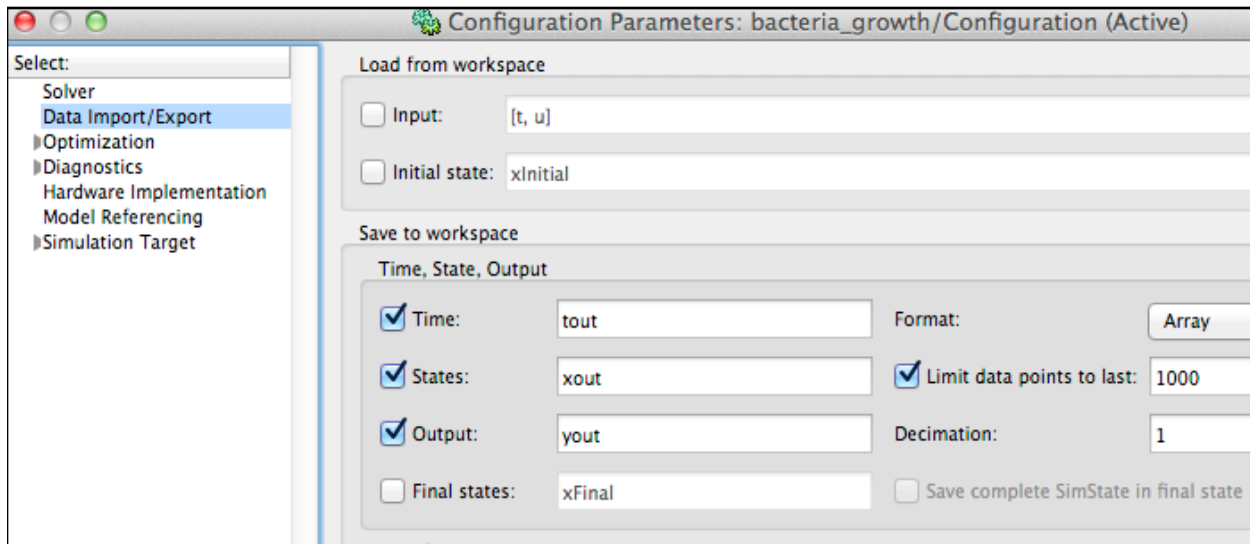 Configuration Parameters: bacteria_growth/Configuration (Active)
Select:
Solver
Data Import/Export
Optimization
Diagnostics
Hardware Implementation
Model Referencing
Simulation Target
Load from workspace
Input: [t, u]
Initial state: xInitial
Save to workspace
Time, State, Output
Time: tout Format: Array
States: xout Limit data points to last: 1000
Output: yout Decimation: 1
Final states: xFinal Save complete SimState in final state